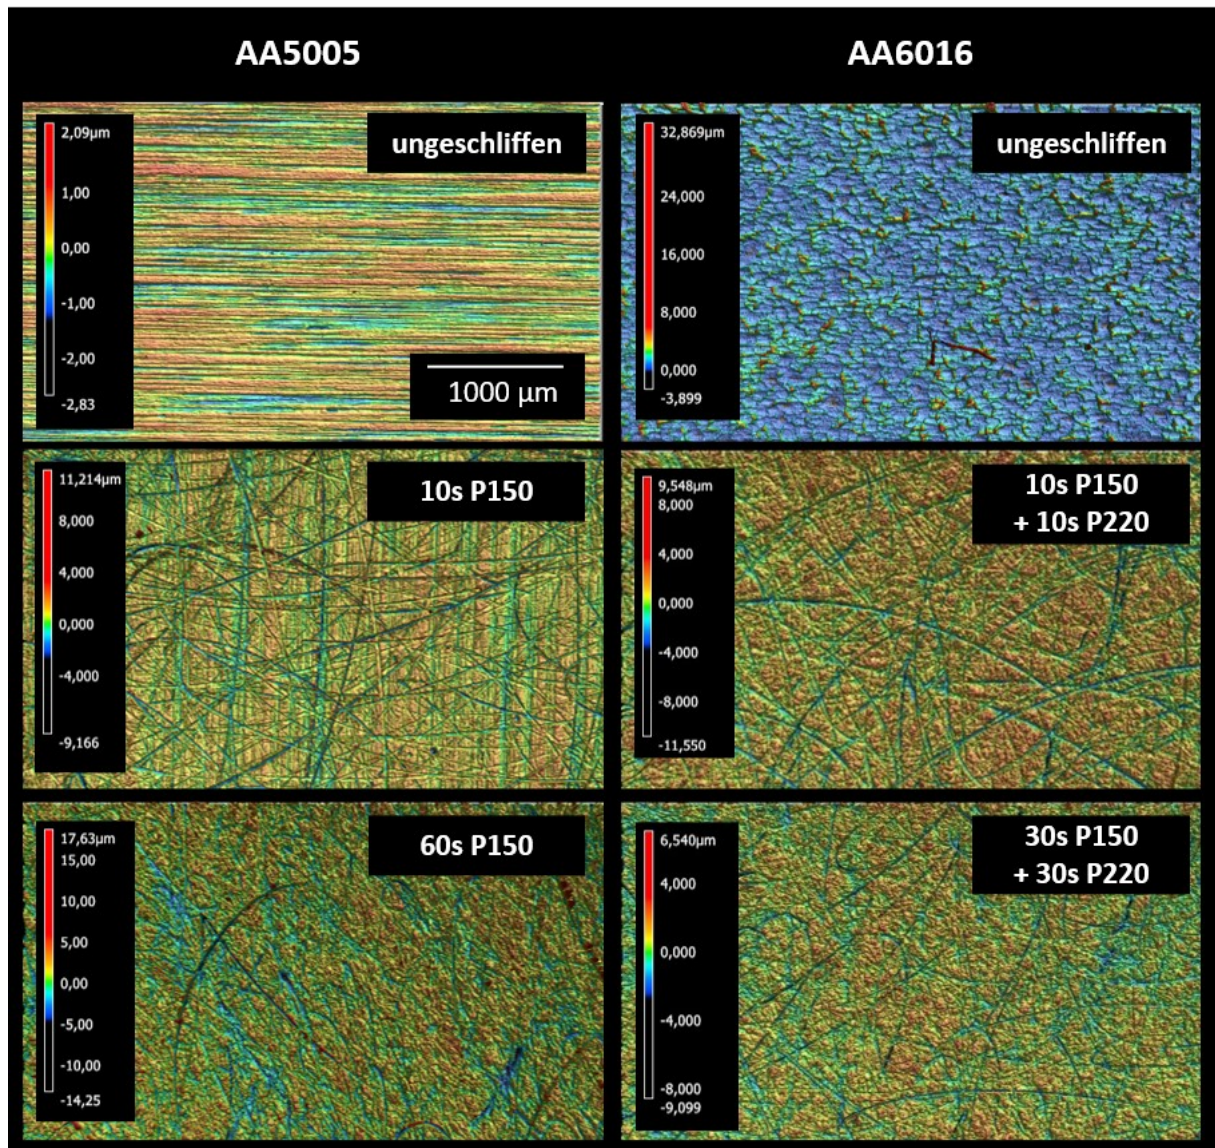 AA5005
AA6016
2,09µm
1,00
0,00
-1,00
-2,00
-2,83
ungeschliffen
1000 µm
32,869µm
24,000
16,000
8,000
0,000
-3,899
ungeschliffen
11,214µm
8,000
4,000
0,000
-4,000
-9,166
10s P150
9,548µm
8,000
4,000
0,000
-4,000
-8,000
-11,550
10s P150
+ 10s P220
17,63µm
15,00
10,00
5,00
0,00
-5,00
-10,00
-14,25
60s P150
6,540µm
4,000
0,000
-4,000
-8,000
-9,099
30s P150
+ 30s P220